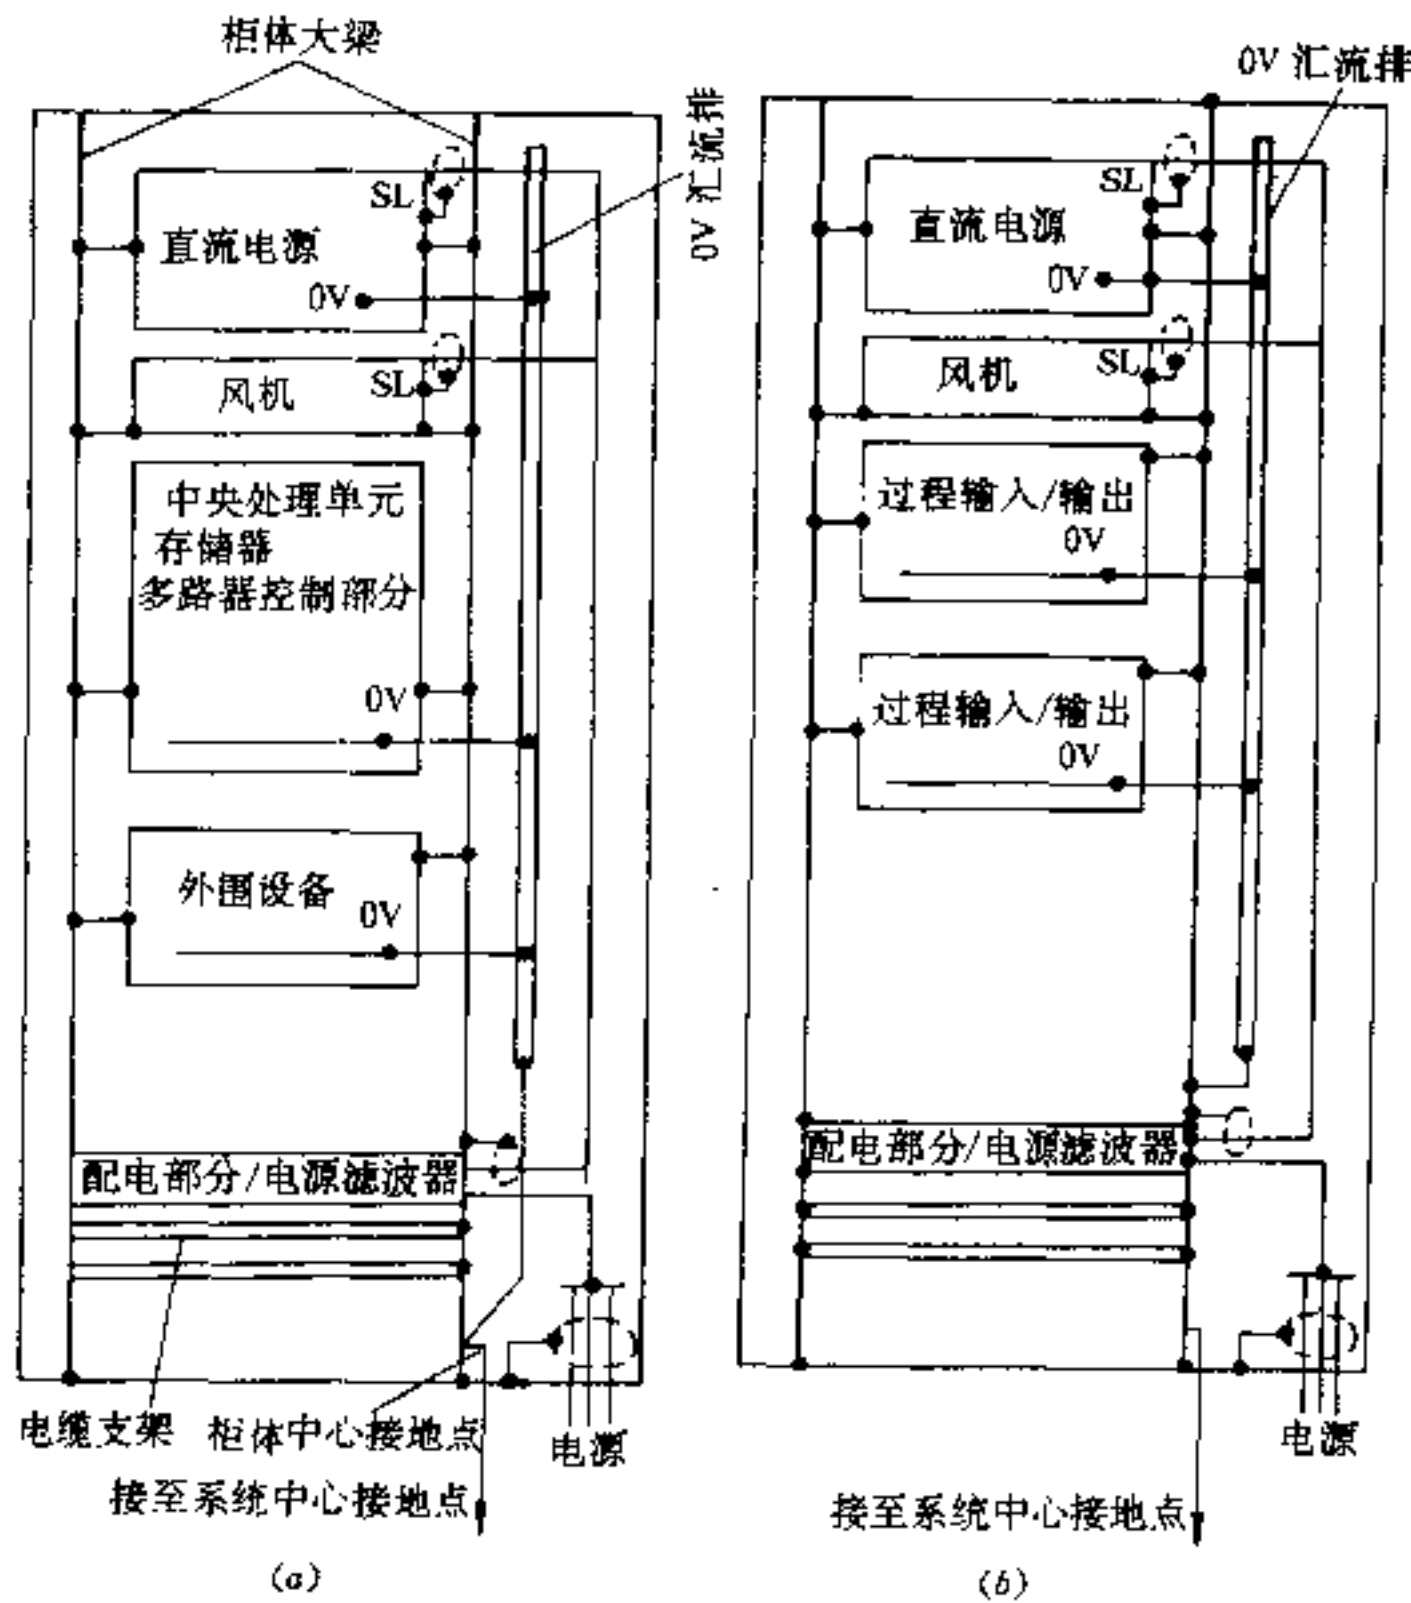 柜体大梁
0V 汇流排
SL
直流电源
0V
SL
风机
中央处理单元
存储器
多路器控制部分
0V
外围设备
0V
配电部分/电源滤波器
电缆支架
柜体中心接地点
电源
接至系统中心接地点
(a)
0V 汇流排
SL
直流电源
0V
SL
风机
过程输入/输出
0V
过程输入/输出
0V
配电部分/电源滤波器
电源
接至系统中心接地点
(b)